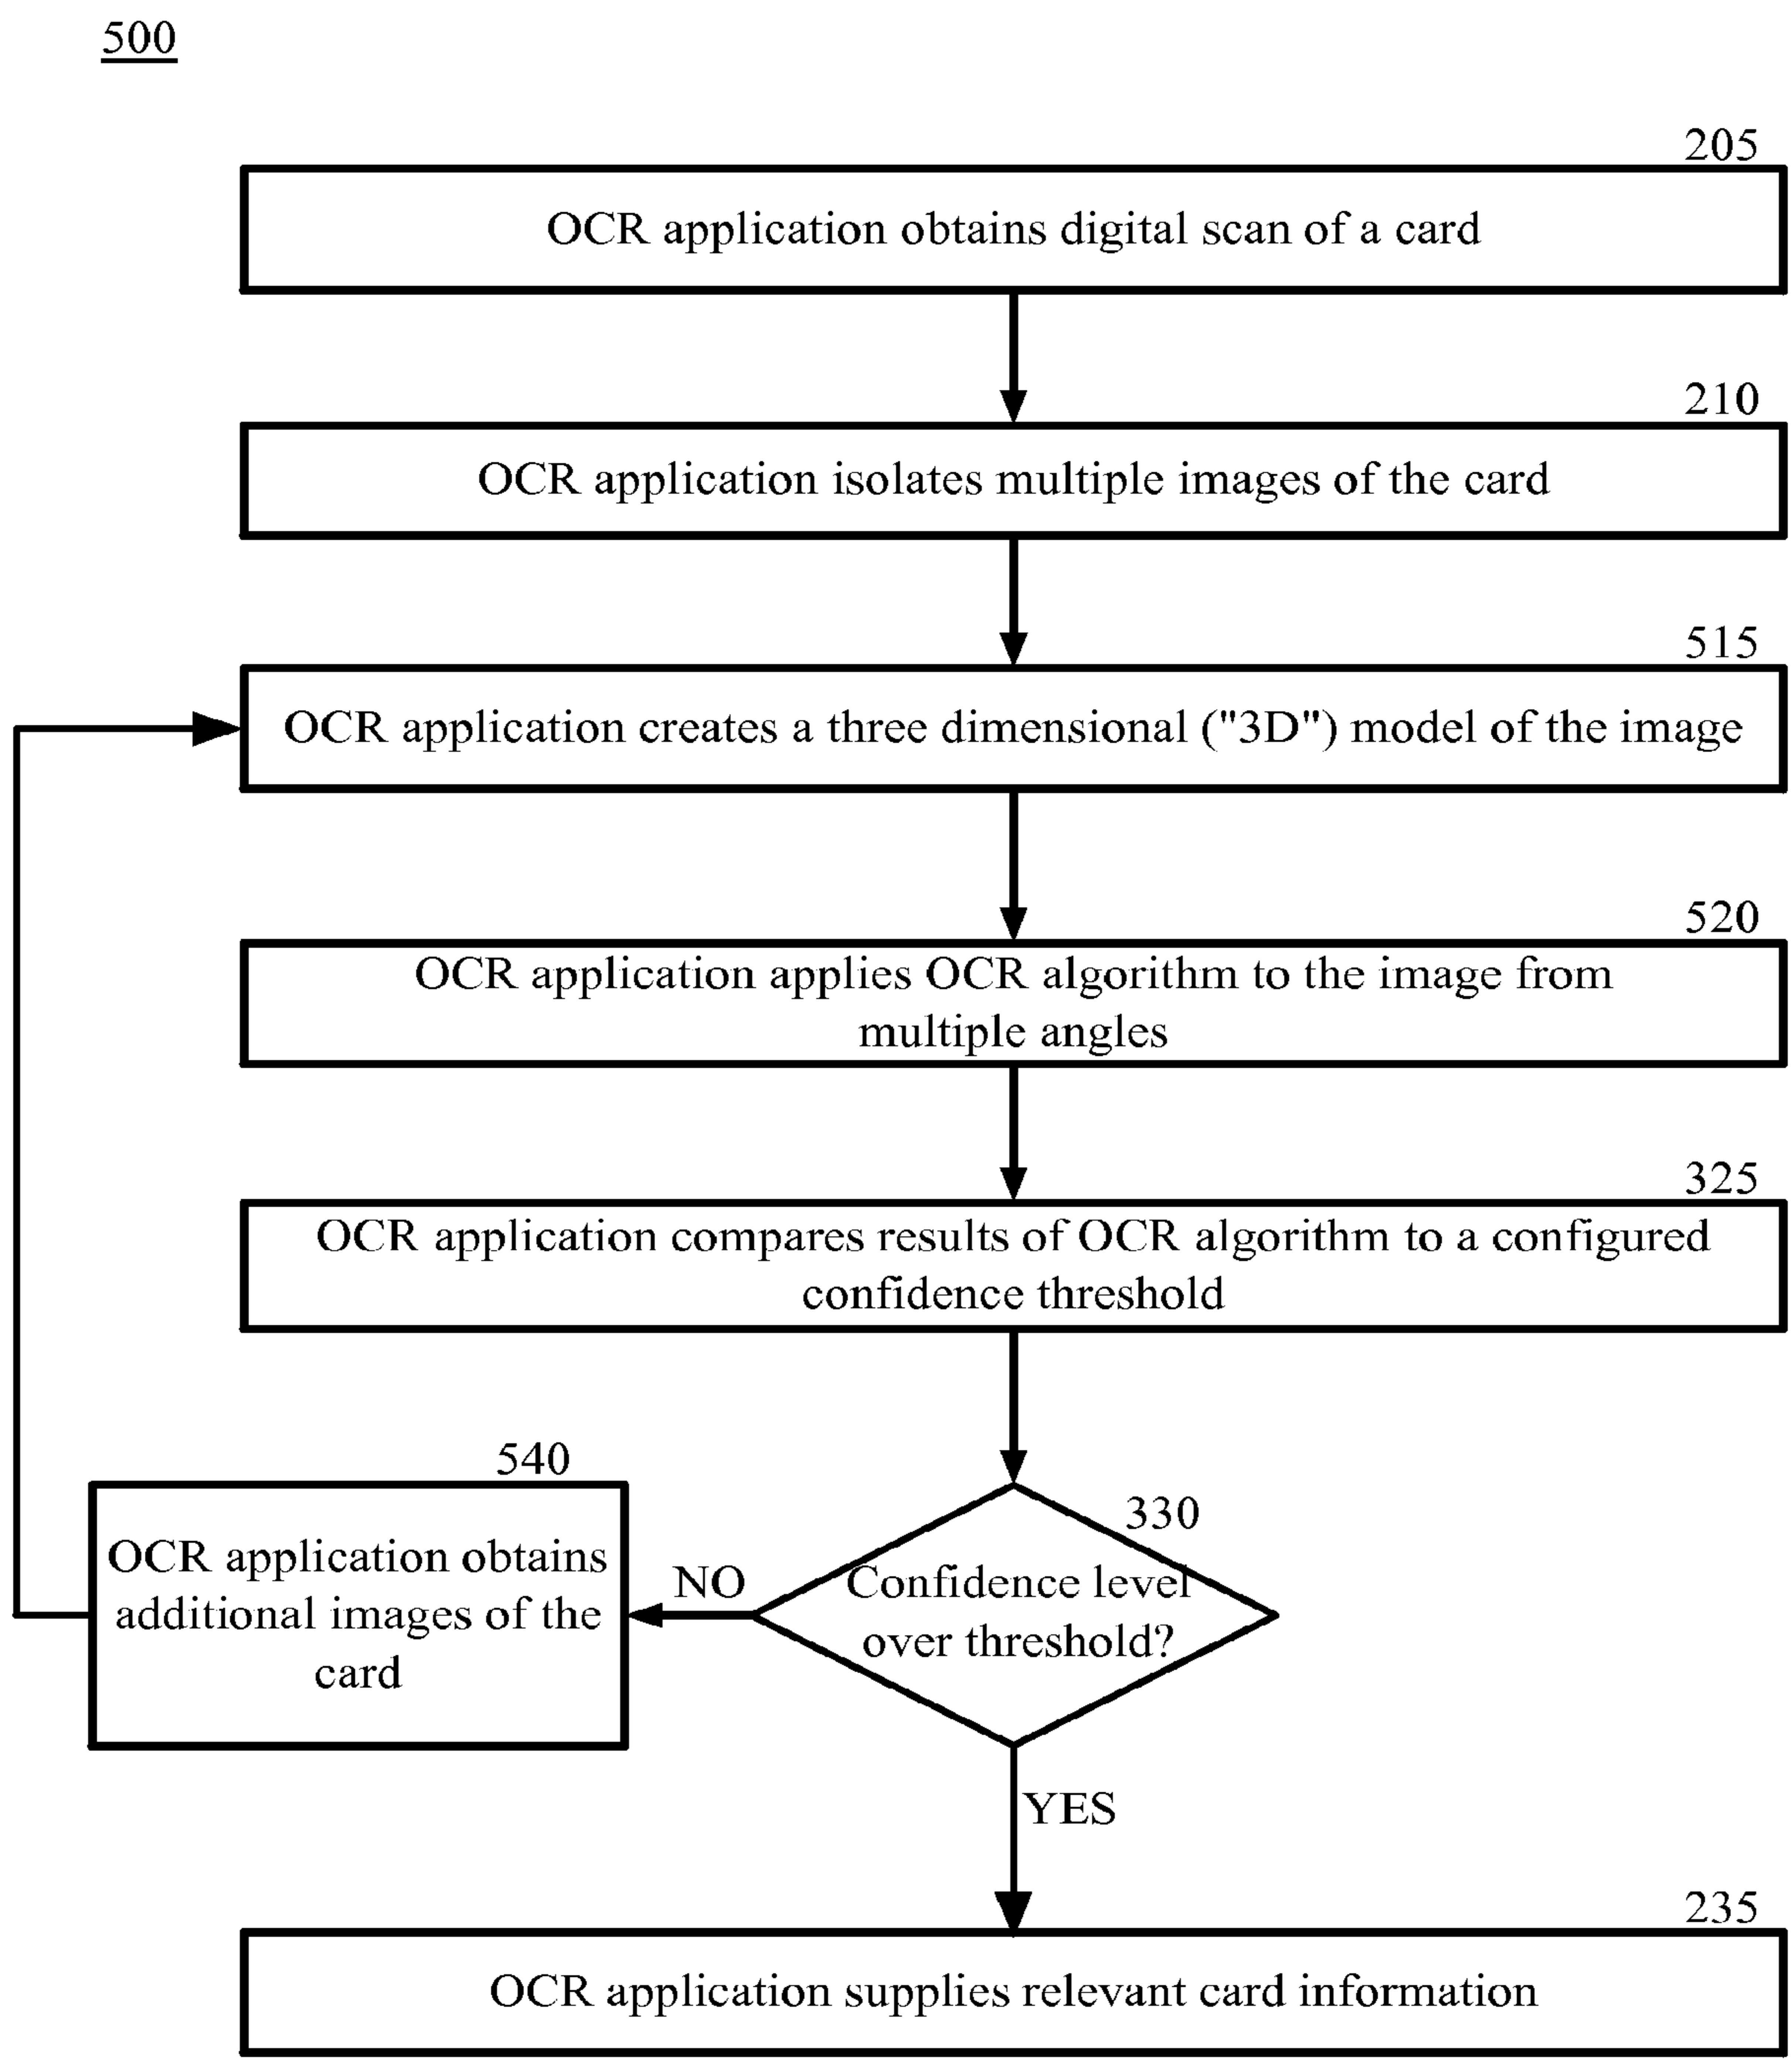 500
205
OCR application obtains digital scan of a card
210
OCR application isolates multiple images of the card
515
OCR application creates a three dimensional ("3D") model of the image
520
OCR application applies OCR algorithm to the image from
multiple angles
325
OCR application compares results of OCR algorithm to a configured
confidence threshold
540
OCR application obtains
additional images of the
card
NO
330
Confidence level
over threshold?
YES
235
OCR application supplies relevant card information